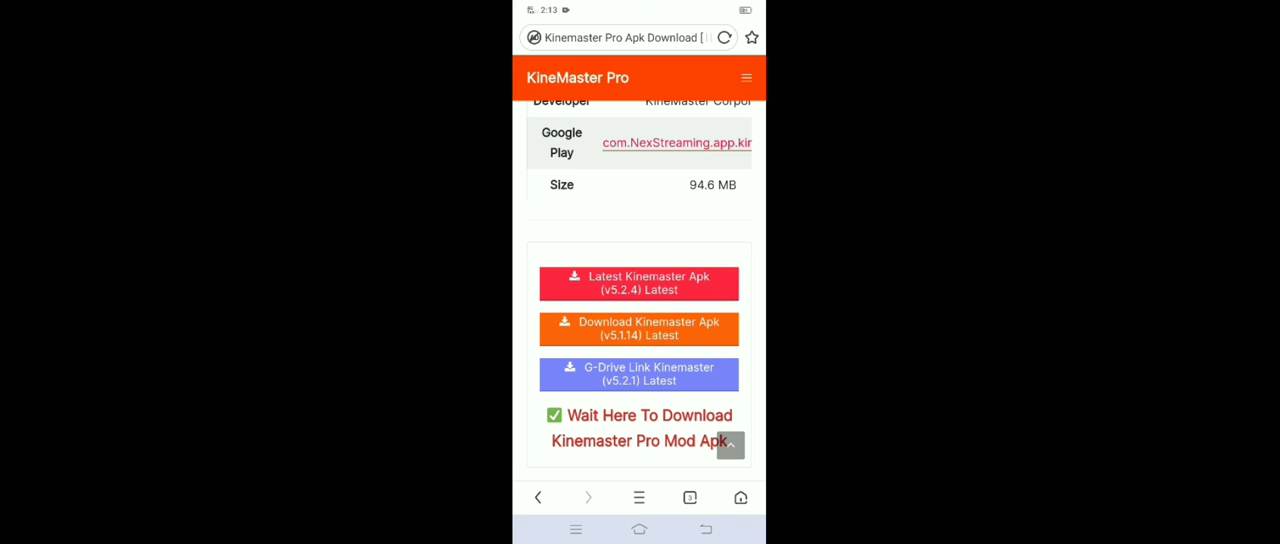 2:13
Kinemaster Pro Apk Download [
KineMaster Pro
Developer KineMaster Corpor
Google
Play
com.NexStreaming.app.kin
Size 94.6 MB
Latest Kinemaster Apk
(v5.2.4) Latest
Download Kinemaster Apk
(v5.1.14) Latest
G-Drive Link Kinemaster
(v5.2.1) Latest
✅ Wait Here To Download
Kinemaster Pro Mod Apk
3